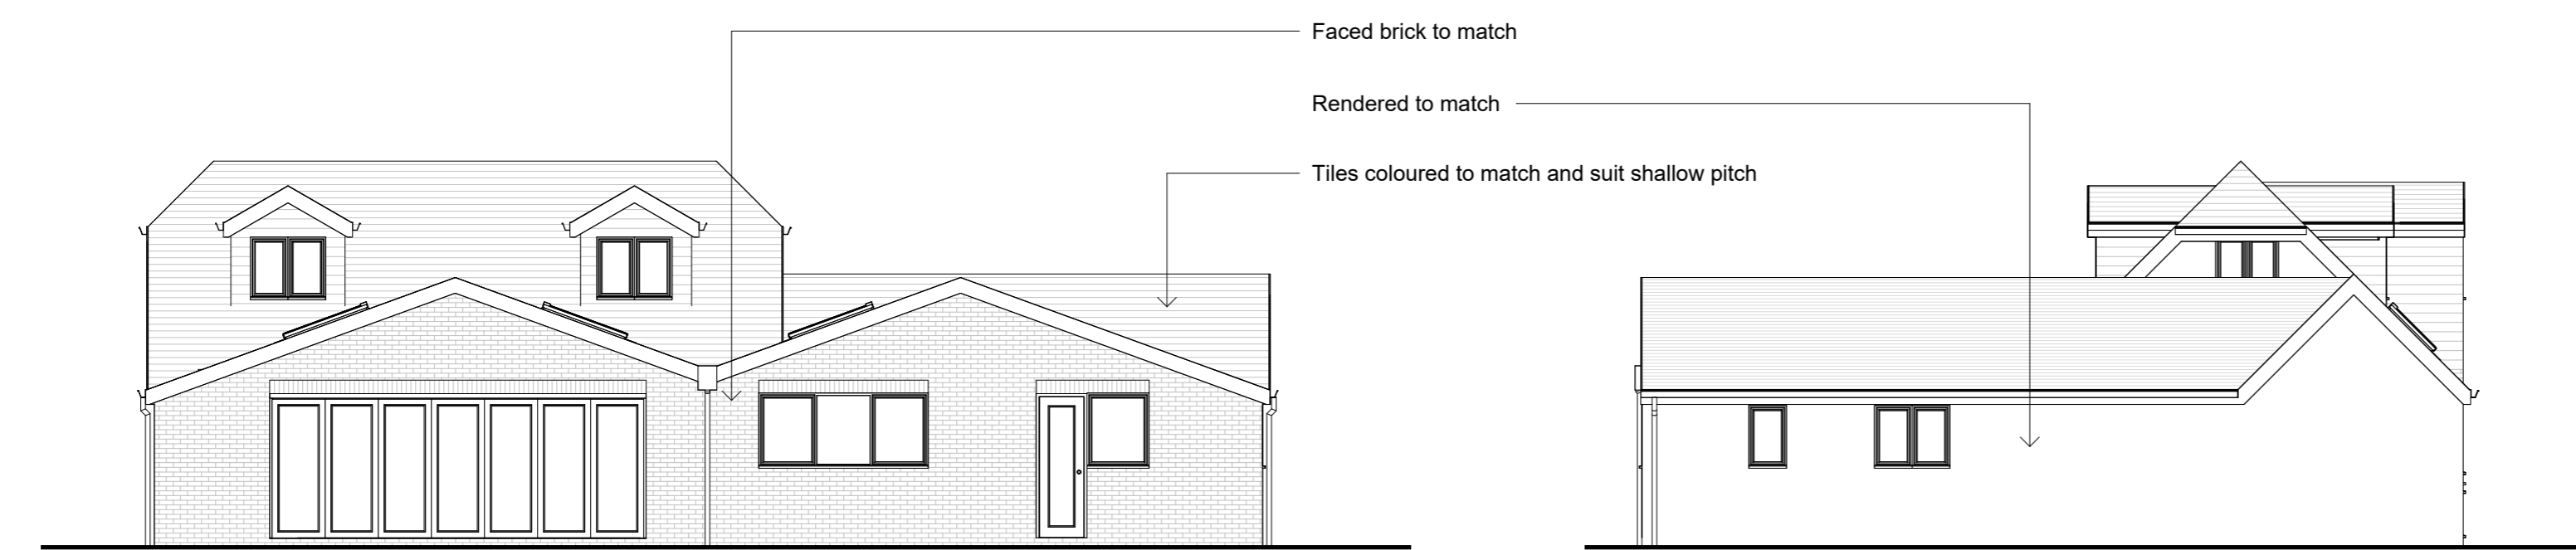 Faced brick to match
Rendered to match
Tiles coloured to match and suit shallow pitch